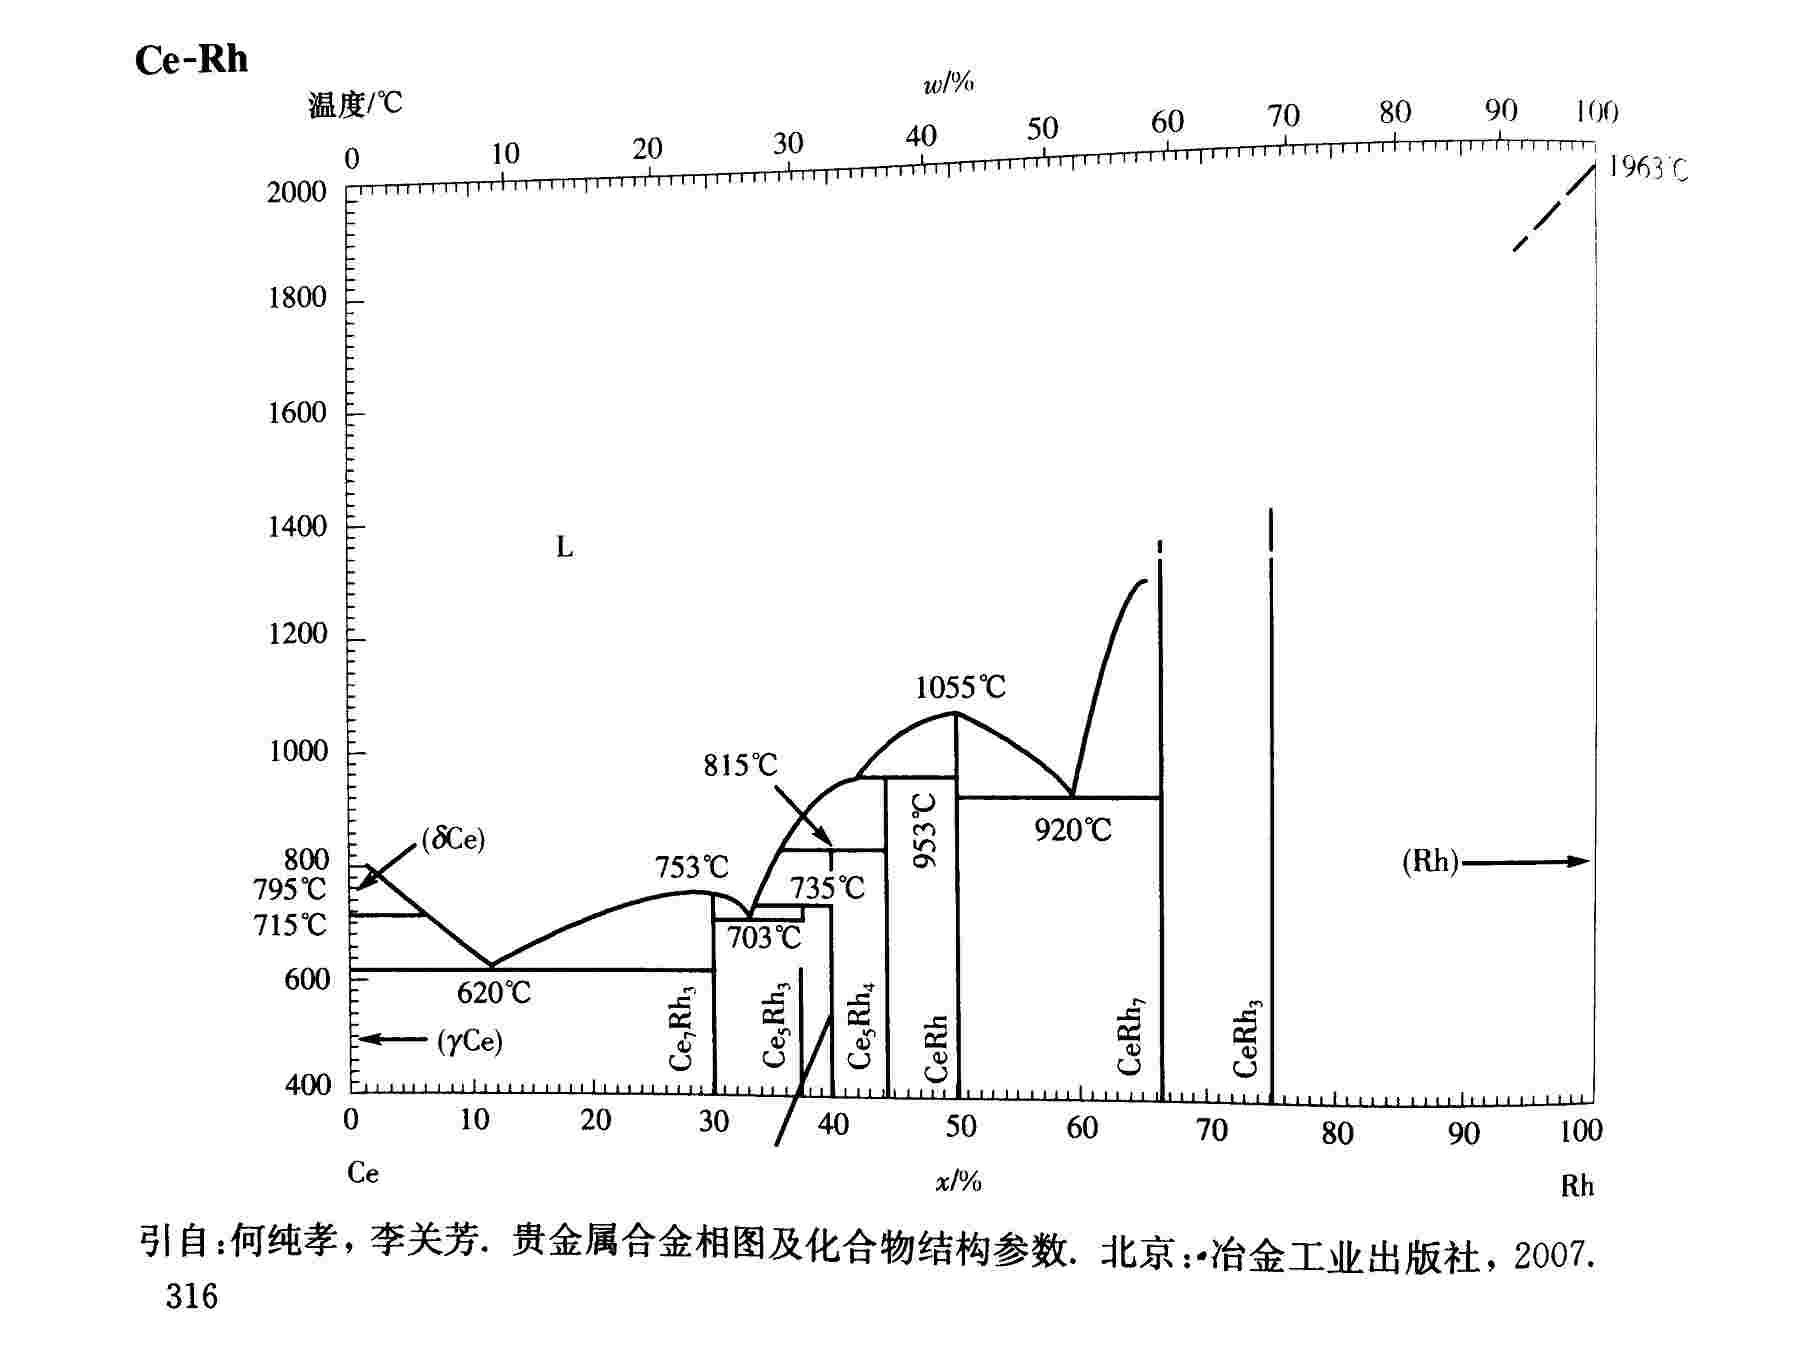 Ce-Rh
w/%
温度/℃
0 10 20 30 40 50 60 70 80 90 100
1963℃
2000
1800
1600
1400
L
1200
1055℃
1000
815℃
953℃
920℃
(δCe)
800
753℃
(Rh)
795℃
735℃
715℃
703℃
600
620℃
Ce₇Rh₃
Ce₅Rh₃
Ce₅Rh₄
CeRh
CeRh₇
CeRh₃
(γCe)
400
0 10 20 30 40 50 60 70 80 90 100
Ce
x/%
Rh
引自:何纯孝, 李关芳. 贵金属合金相图及化合物结构参数. 北京: 冶金工业出版社, 2007.
316